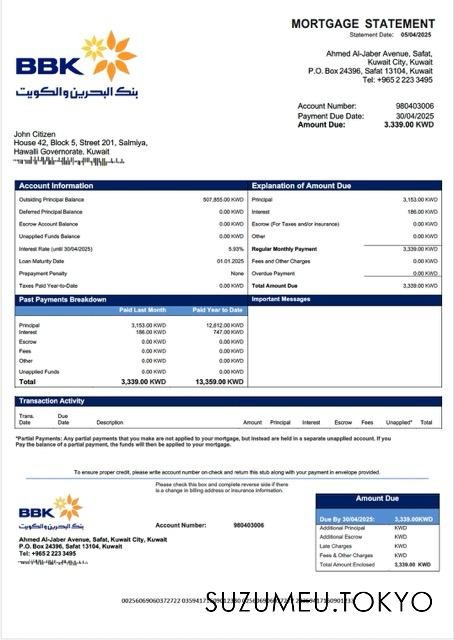 MORTGAGE STATEMENT
Statement Date: 05/04/2025
BBK
بنك البحرين والكويت
Ahmed Al-Jaber Avenue, Safat,
Kuwait City, Kuwait
P.O. Box 24396, Safat 13104, Kuwait
Tel: +965 2 223 3495
Account Number: 980403006
Payment Due Date: 30/04/2025
Amount Due: 3.339.00 KWD
John Citizen
House 42, Block 5, Street 201, Salmiya,
Hawalli Governorate, Kuwait
Account Information
Outsiding Principal Balance 507,855.00 KWD
Deferred Principal Balance 0.00 KWD
Escrow Account Balance 0.00 KWD
Unapplied Funds Balance 0.00 KWD
Interest Rate (until 30/04/2025) 5.93%
Loan Maturity Date 01.01.2025
Prepayment Penalty None
Taxes Paid Year-to-Date 0.00 KWD
Explanation of Amount Due
Principal 3,153.00 KWD
Interest 186.00 KWD
Escrow (For Taxes and/or insurance) 0.00 KWD
Other 0.00 KWD
Regular Monthly Payment 3,339.00 KWD
Fees and Other Charges 0.00 KWD
Overdue Payment 0.00 KWD
Total Amount Due 3,339.00 KWD
Past Payments Breakdown
Paid Last Month Paid Year to Date
Principal 3,153.00 KWD 12,612.00 KWD
Interest 186.00 KWD 747.00 KWD
Escrow 0.00 KWD 0.00 KWD
Fees 0.00 KWD 0.00 KWD
Other 0.00 KWD 0.00 KWD
Unapplied Funds 0.00 KWD 0.00 KWD
Total 3,339.00 KWD 13,359.00 KWD
Important Messages
Transaction Activity
Trans. Date Due Date Description Amount Principal Interest Escrow Fees Unapplied* Total
*Partial Payments: Any partial payments that you make are not applied to your mortgage, but instead are held in a separate unapplied account. If you
Pay the balance of a partial payment, the funds will then be applied to your mortgage.
To ensure proper credit, please write account number on check and return this stub along with your payment in envelope provided.
Please check this box and complete reverse side if there
is a change in billing address or insurance information.
BBK
بنك البحرين والكويت
Account Number: 980403006
Ahmed Al-Jaber Avenue, Safat, Kuwait City, Kuwait
P.O. Box 24396, Safat 13104, Kuwait
Tel: +965 2 223 3495
Amount Due
Due By 30/04/2025: 3,339.00KWD
Additional Principal KWD
Additional Escrow KWD
Late Charges KWD
Fees & Other Charges KWD
Total Amount Enclosed 3,339.00 KWD
SUZUMEU.TOKYO